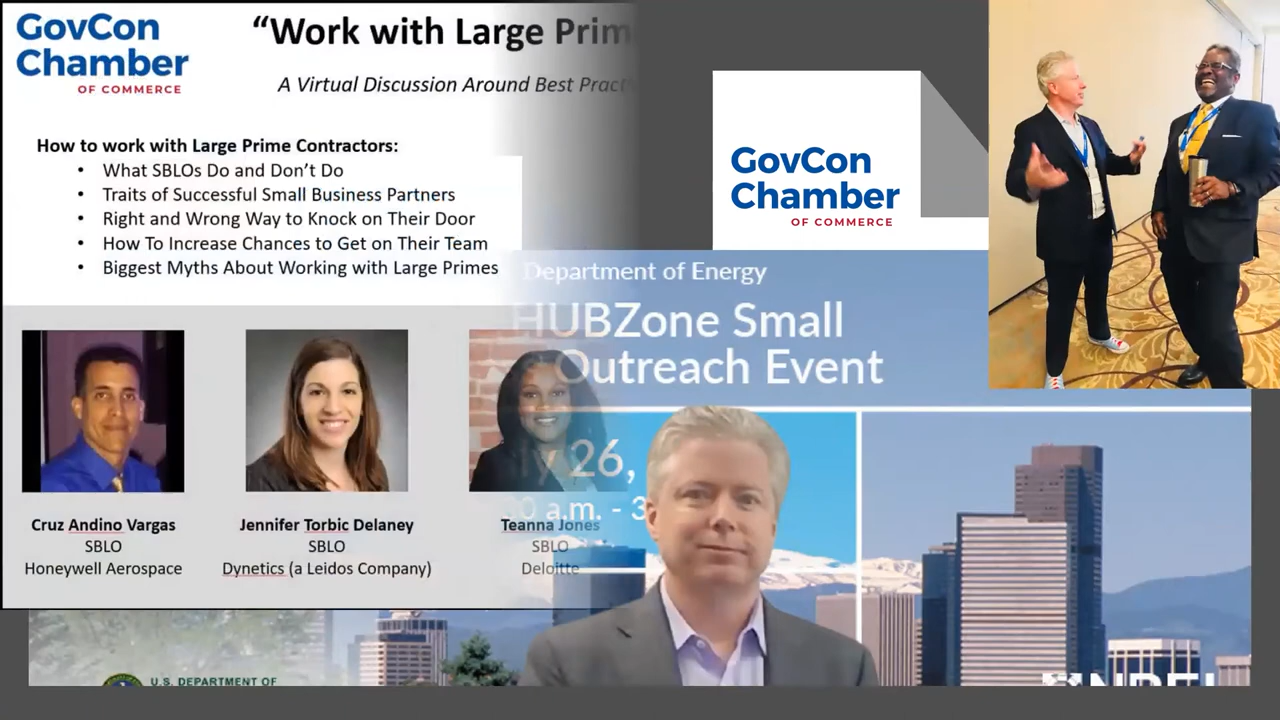 GovCon
Chamber
OF COMMERCE
“Work with Large Prim
A Virtual Discussion Around Best Pract
How to work with Large Prime Contractors:
• What SBLOs Do and Don’t Do
• Traits of Successful Small Business Partners
• Right and Wrong Way to Knock on Their Door
• How To Increase Chances to Get on Their Team
• Biggest Myths About Working with Large Primes
Cruz Andino Vargas
SBLO
Honeywell Aerospace
Jennifer Torbic Delaney
SBLO
Dynetics (a Leidos Company)
Teanna Jones
SBLO
Deloitte
GovCon
Chamber
OF COMMERCE
Department of Energy
HUBZone Small
Outreach Event
26,
a.m. - 3
U.S. DEPARTMENT OF